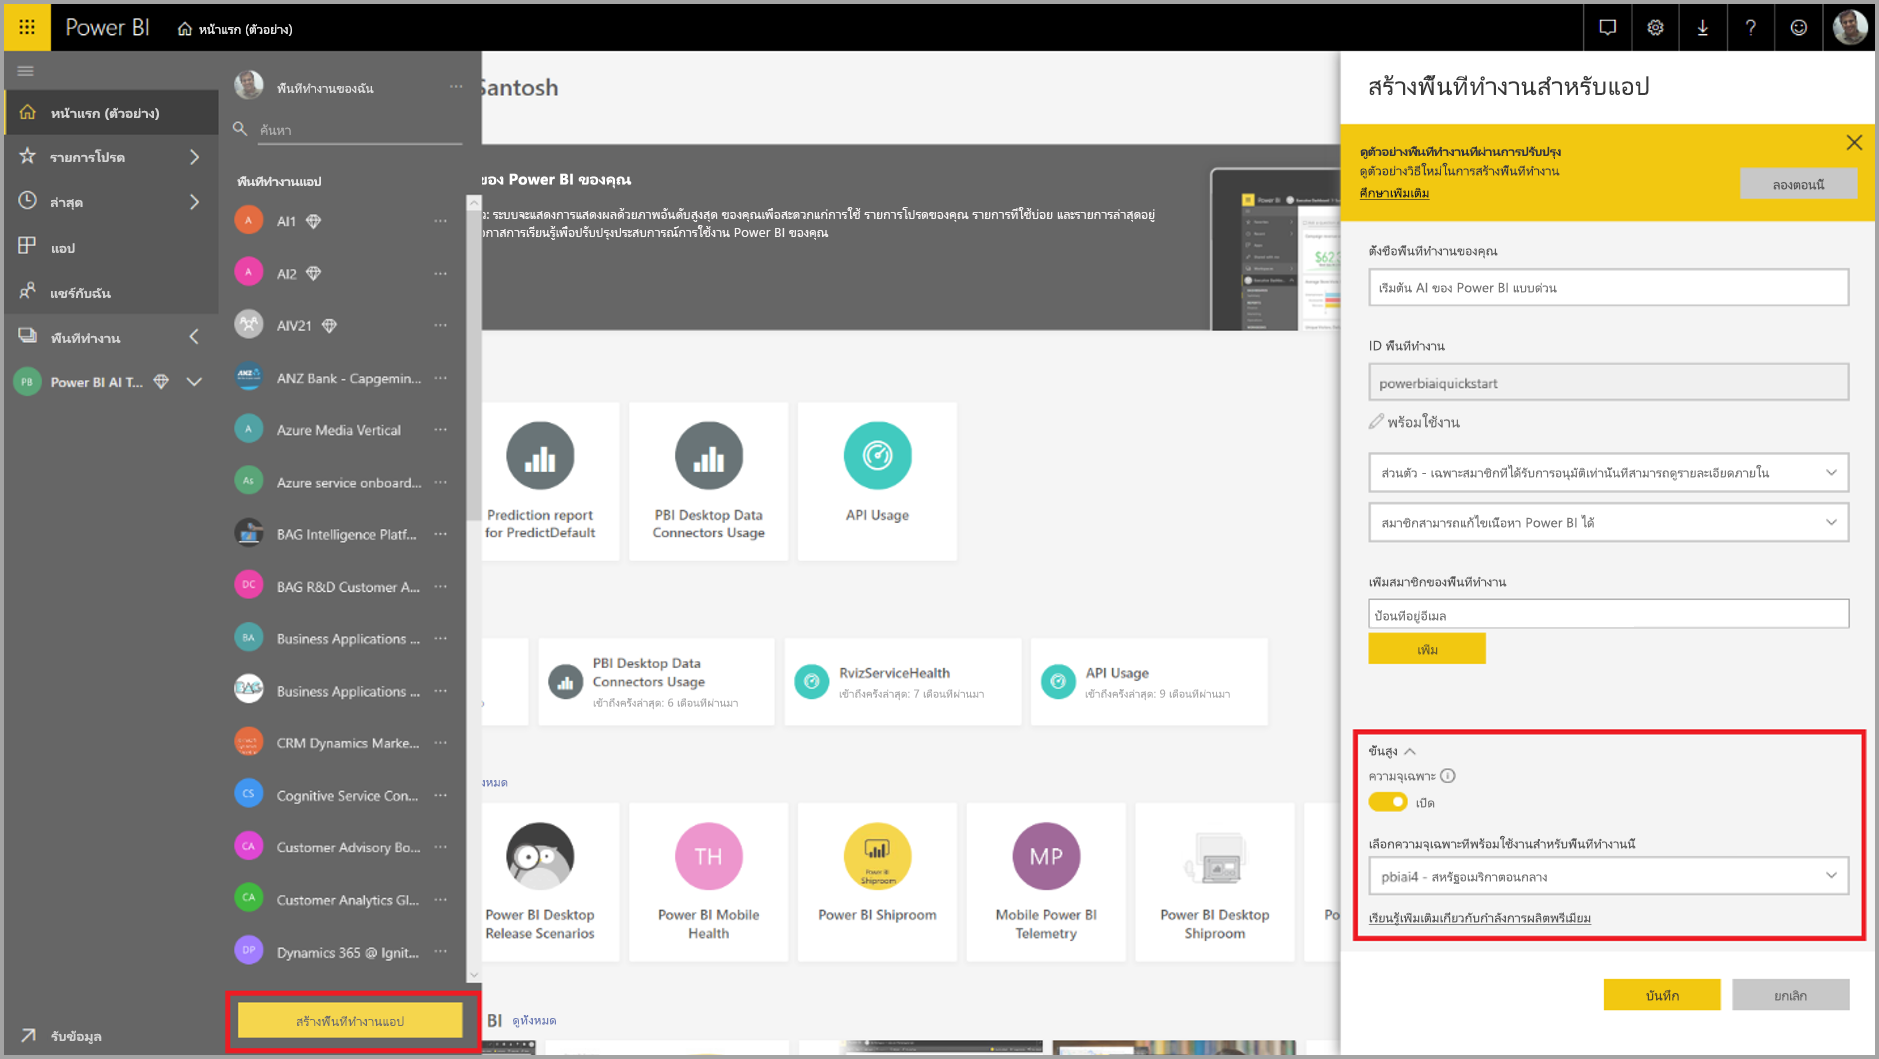 Power BI
หน้าแรก (ตัวอย่าง)
หน้าแรก (ตัวอย่าง)
รายการโปรด
ล่าสุด
แอป
แชร์กับฉัน
พื้นที่ทำงาน
PB
Power BI AI T...
รับข้อมูล
พื้นที่ทำงานของฉัน
ค้นหา
พื้นที่ทำงานแอป
A
AI1
A
AI2
AIV21
ANZ Bank - Capgemin...
A
Azure Media Vertical
As
Azure service onboard...
BAG Intelligence Platf...
DC
BAG R&D Customer A...
BA
Business Applications ...
Business Applications ...
CRM Dynamics Marke...
CS
Cognitive Service Con...
CA
Customer Advisory Bo...
CA
Customer Analytics Gl...
DP
Dynamics 365 @ Ignit...
สร้างพื้นที่ทำงานแอป
Santosh
ของ Power BI ของคุณ
ว: ระบบจะแสดงการแสดงผลด้วยภาพอันดับสูงสุด ของคุณเพื่อสะดวกแก่การใช้ รายการโปรดของคุณ รายการที่ใช้บ่อย และรายการล่าสุดอยู่
อกาสการเรียนรู้เพื่อปรับปรุงประสบการณ์การใช้งาน Power BI ของคุณ
Prediction report
for PredictDefault
PBI Desktop Data
Connectors Usage
API Usage
PBI Desktop Data
Connectors Usage
เข้าถึงครั้งล่าสุด: 6 เดือนที่ผ่านมา
RvizServiceHealth
เข้าถึงครั้งล่าสุด: 7 เดือนที่ผ่านมา
API Usage
เข้าถึงครั้งล่าสุด: 9 เดือนที่ผ่านมา
ั้งหมด
Power BI Desktop
Release Scenarios
TH
Power BI Mobile
Health
Power BI
Shiproom
Power BI Shiproom
MP
Mobile Power BI
Telemetry
Power BI Desktop
Shiproom
Po
BI
ดูทั้งหมด
สร้างพื้นที่ทำงานสำหรับแอป
ดูตัวอย่างพื้นที่ทำงานที่ผ่านการปรับปรุง
ดูตัวอย่างวิธีใหม่ในการสร้างพื้นที่ทำงาน
ศึกษาเพิ่มเติม
ลองตอนนี้
ตั้งชื่อพื้นที่ทำงานของคุณ
เริ่มต้น AI ของ Power BI แบบด่วน
ID พื้นที่ทำงาน
powerbiaiquickstart
พร้อมใช้งาน
ส่วนตัว - เฉพาะสมาชิกที่ได้รับการอนุมัติเท่านั้นที่สามารถดูรายละเอียดภายใน
สมาชิกสามารถแก้ไขเนื้อหา Power BI ได้
เพิ่มสมาชิกของพื้นที่ทำงาน
ป้อนที่อยู่อีเมล
เพิ่ม
ขั้นสูง
ความจุเฉพาะ
เปิด
เลือกความจุเฉพาะที่พร้อมใช้งานสำหรับพื้นที่ทำงานนี้
pbiai4 - สหรัฐอเมริกาตอนกลาง
เรียนรู้เพิ่มเติมเกี่ยวกับกำลังการผลิตพรีเมียม
บันทึก
ยกเลิก